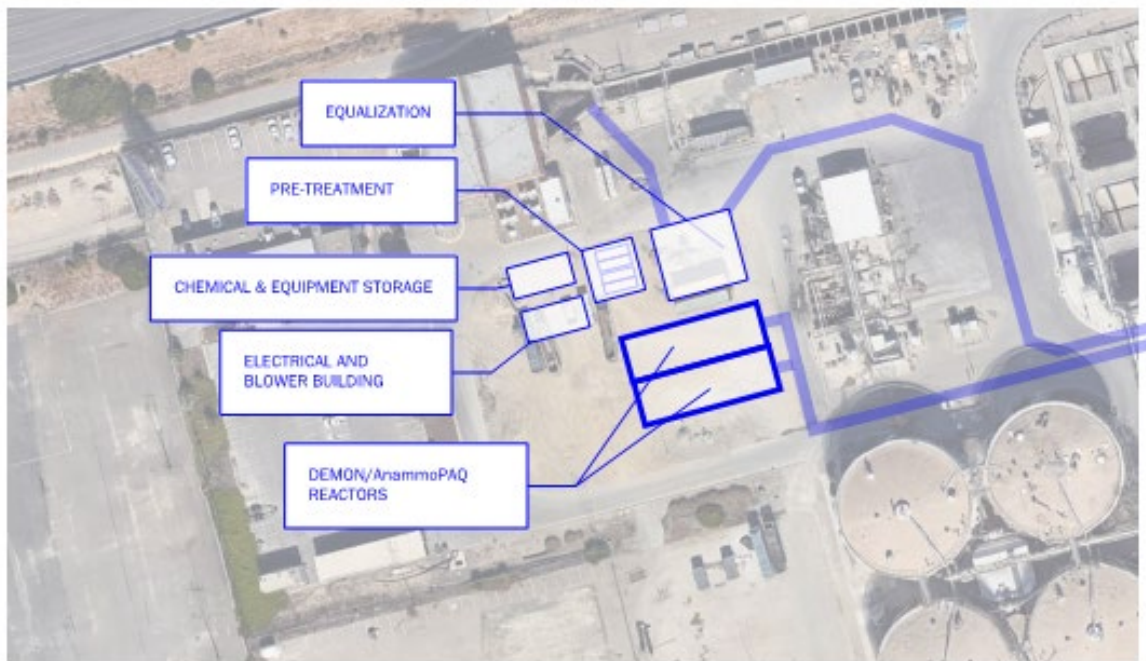 EQUALIZATION
PRE-TREATMENT
CHEMICAL & EQUIPMENT STORAGE
ELECTRICAL AND
BLOWER BUILDING
DEMON/AnammoPAQ
REACTORS